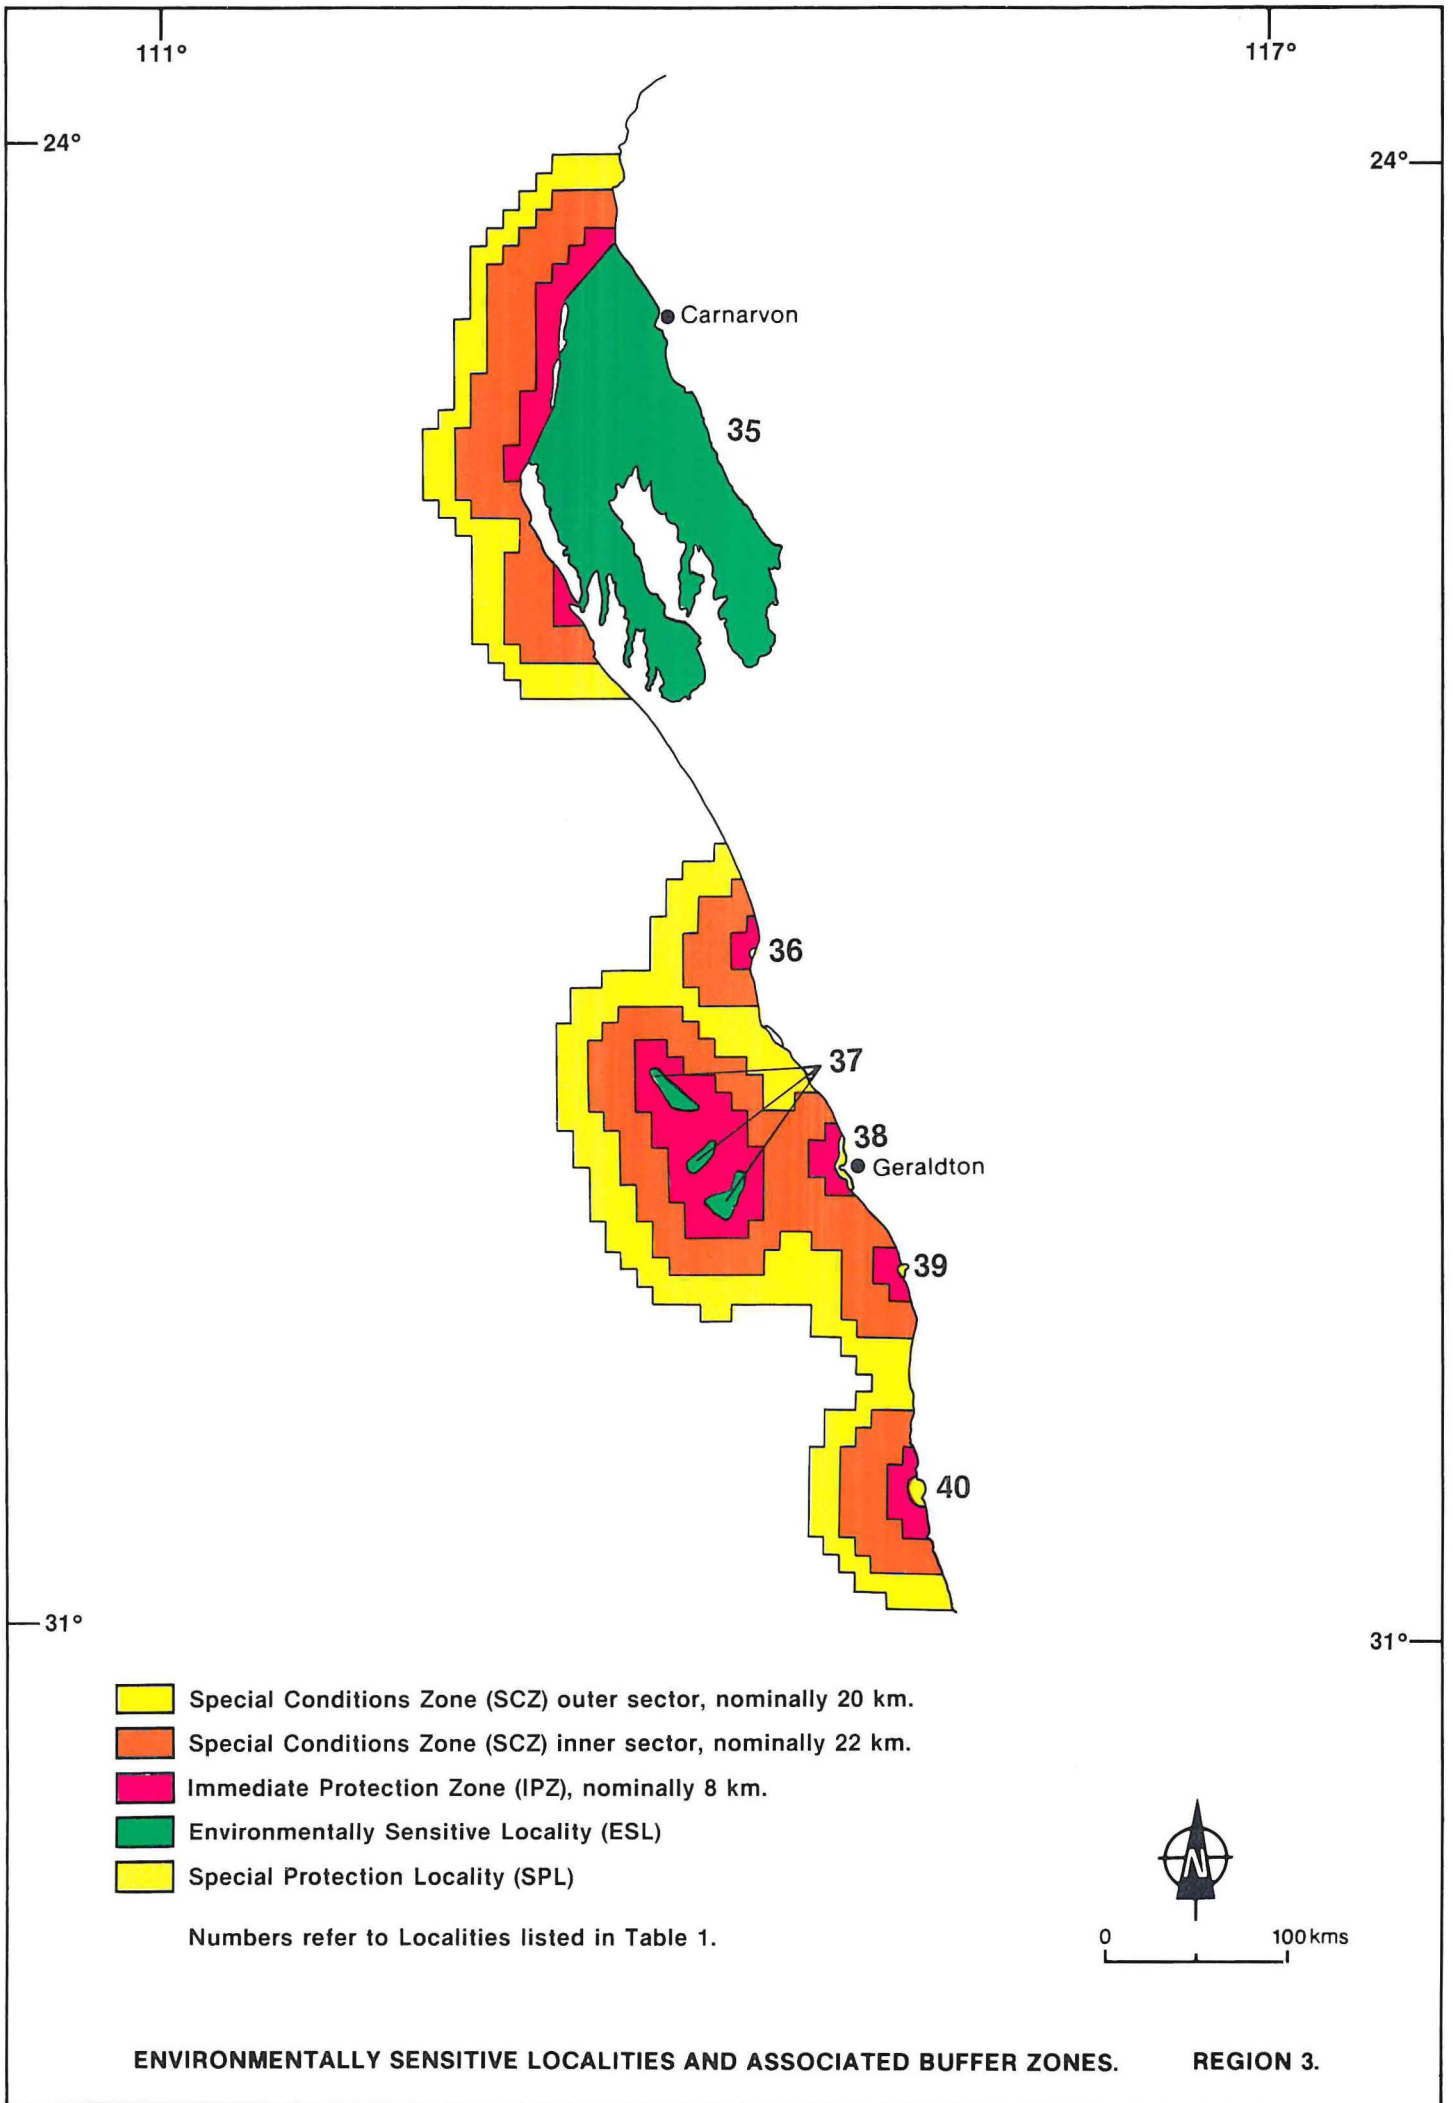 111°
117°
24°
24°
Carnarvon
35
36
37
38
Geraldton
39
40
31°
31°
Special Conditions Zone (SCZ) outer sector, nominally 20 km.
Special Conditions Zone (SCZ) inner sector, nominally 22 km.
Immediate Protection Zone (IPZ), nominally 8 km.
Environmentally Sensitive Locality (ESL)
Special Protection Locality (SPL)
Numbers refer to Localities listed in Table 1.
N
0 100 kms
ENVIRONMENTALLY SENSITIVE LOCALITIES AND ASSOCIATED BUFFER ZONES. REGION 3.